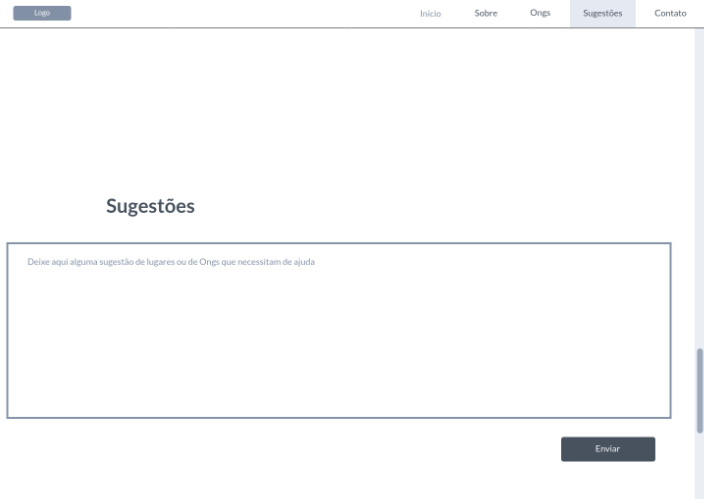 Logo
Inicio
Sobre
Ongs
Sugestões
Contato
Sugestões
Deixe aqui alguma sugestão de lugares ou de Ongs que necessitam de ajuda
Enviar